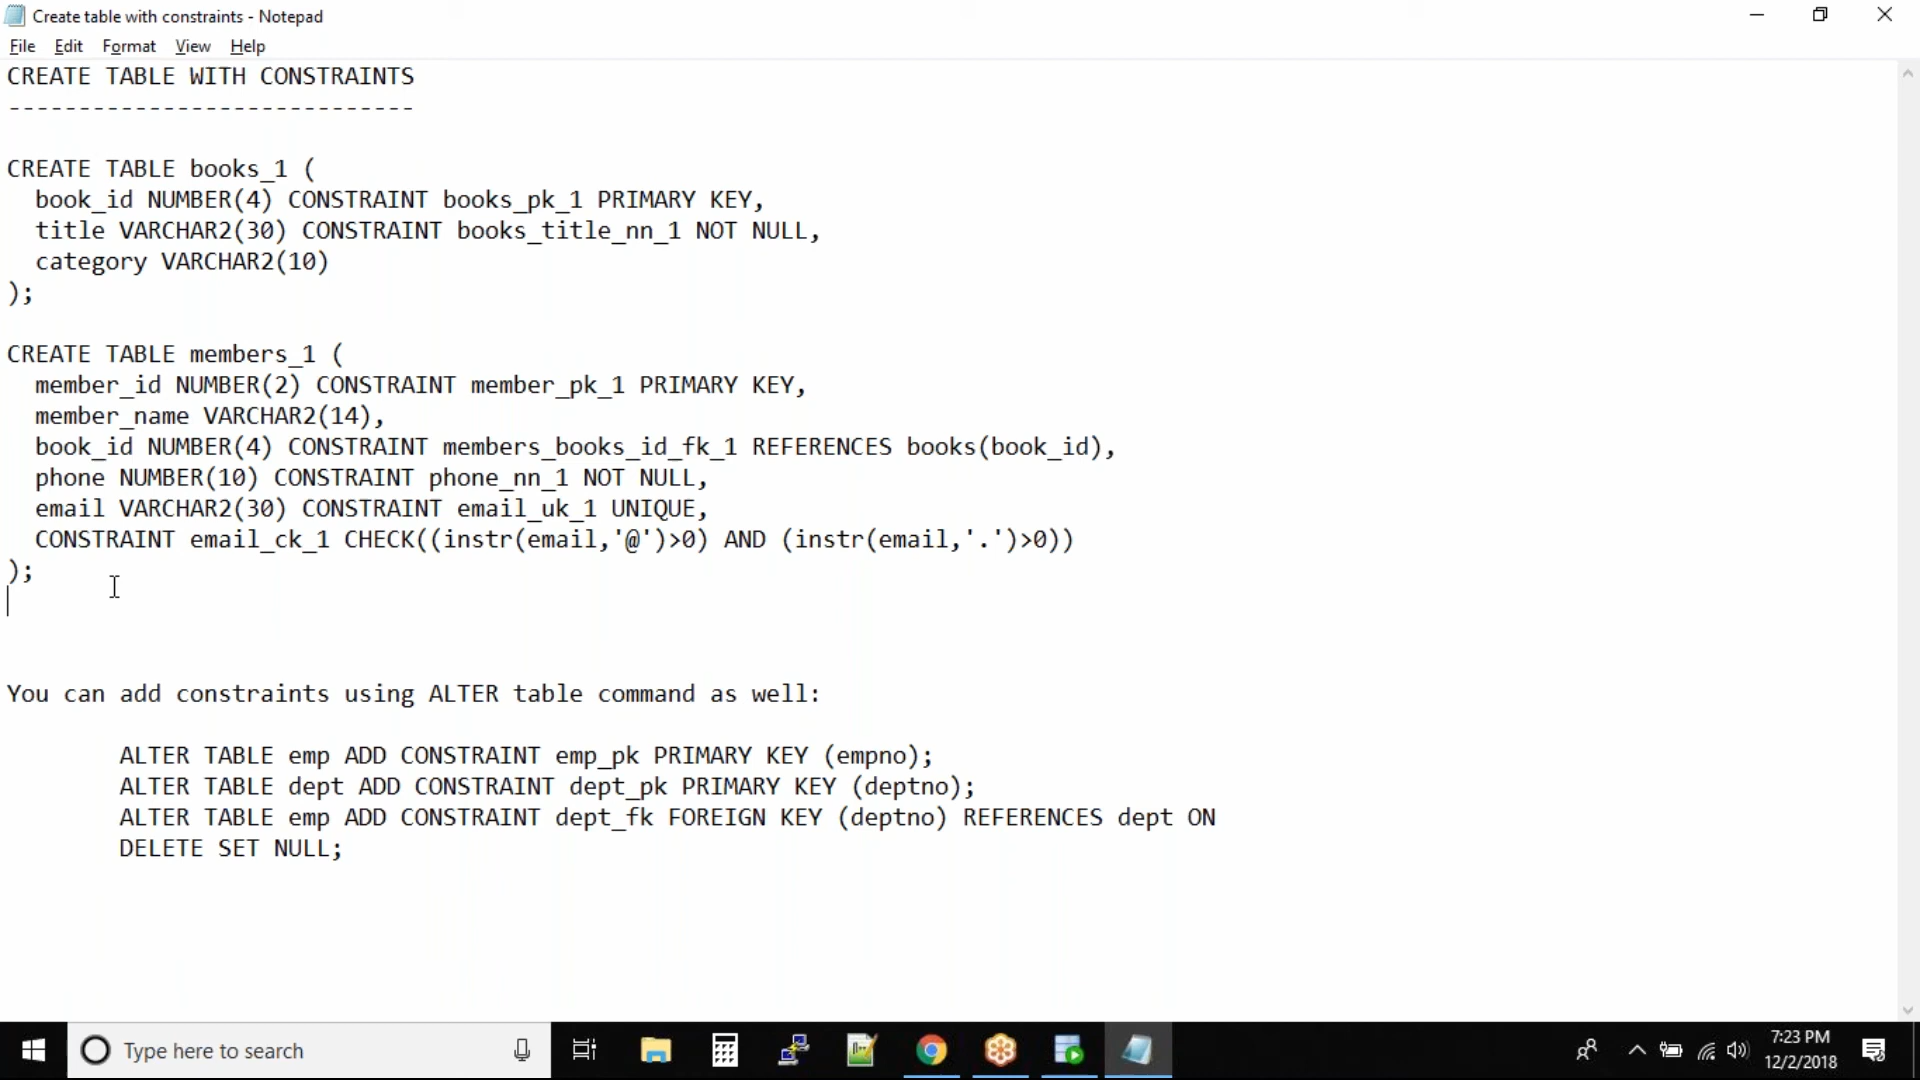 Create table with constraints - Notepad
File Edit Format View Help
CREATE TABLE WITH CONSTRAINTS
-----------------------------
CREATE TABLE books_1 (
  book_id NUMBER(4) CONSTRAINT books_pk_1 PRIMARY KEY,
  title VARCHAR2(30) CONSTRAINT books_title_nn_1 NOT NULL,
  category VARCHAR2(10)
);
CREATE TABLE members_1 (
  member_id NUMBER(2) CONSTRAINT member_pk_1 PRIMARY KEY,
  member_name VARCHAR2(14),
  book_id NUMBER(4) CONSTRAINT members_books_id_fk_1 REFERENCES books(book_id),
  phone NUMBER(10) CONSTRAINT phone_nn_1 NOT NULL,
  email VARCHAR2(30) CONSTRAINT email_uk_1 UNIQUE,
  CONSTRAINT email_ck_1 CHECK((instr(email,'@')>0) AND (instr(email,'.')>0))
);
You can add constraints using ALTER table command as well:
        ALTER TABLE emp ADD CONSTRAINT emp_pk PRIMARY KEY (empno);
        ALTER TABLE dept ADD CONSTRAINT dept_pk PRIMARY KEY (deptno);
        ALTER TABLE emp ADD CONSTRAINT dept_fk FOREIGN KEY (deptno) REFERENCES dept ON
        DELETE SET NULL;
Type here to search
7:23 PM
12/2/2018